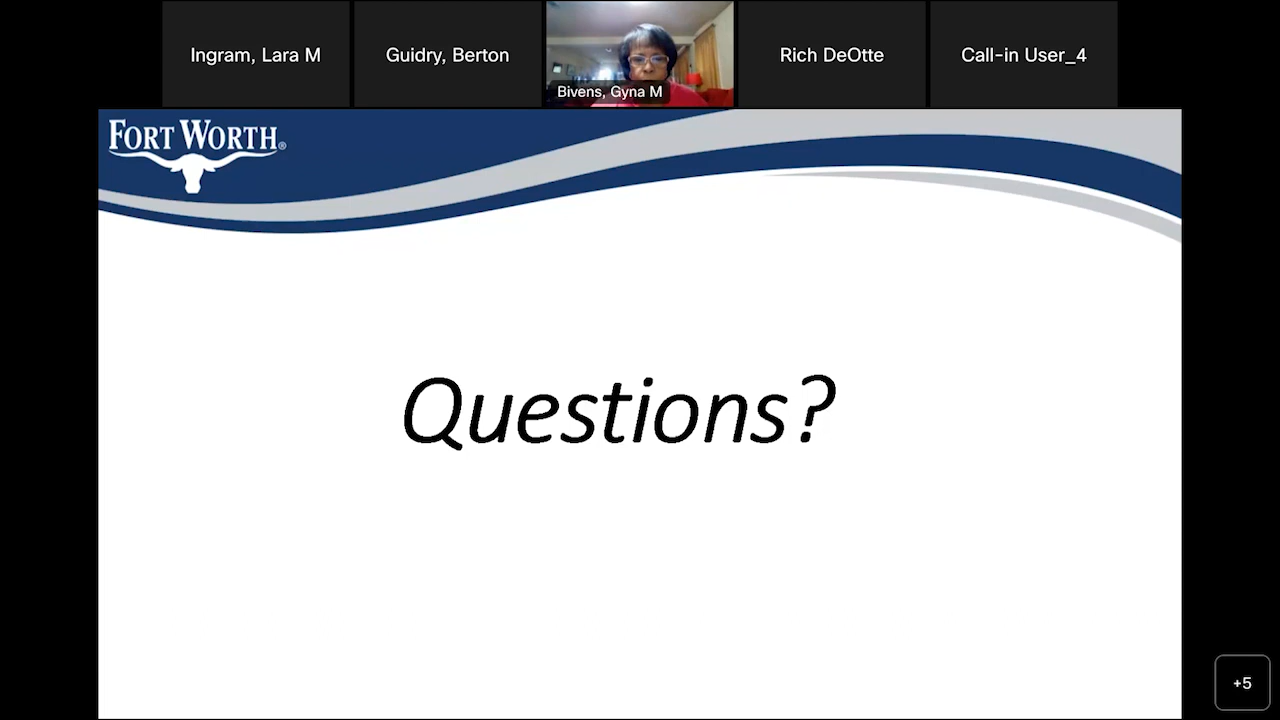 Ingram, Lara M
Guidry, Berton
Bivens, Gyna M
Rich DeOtte
Call-in User_4
FORT WORTH®
Questions?
+5